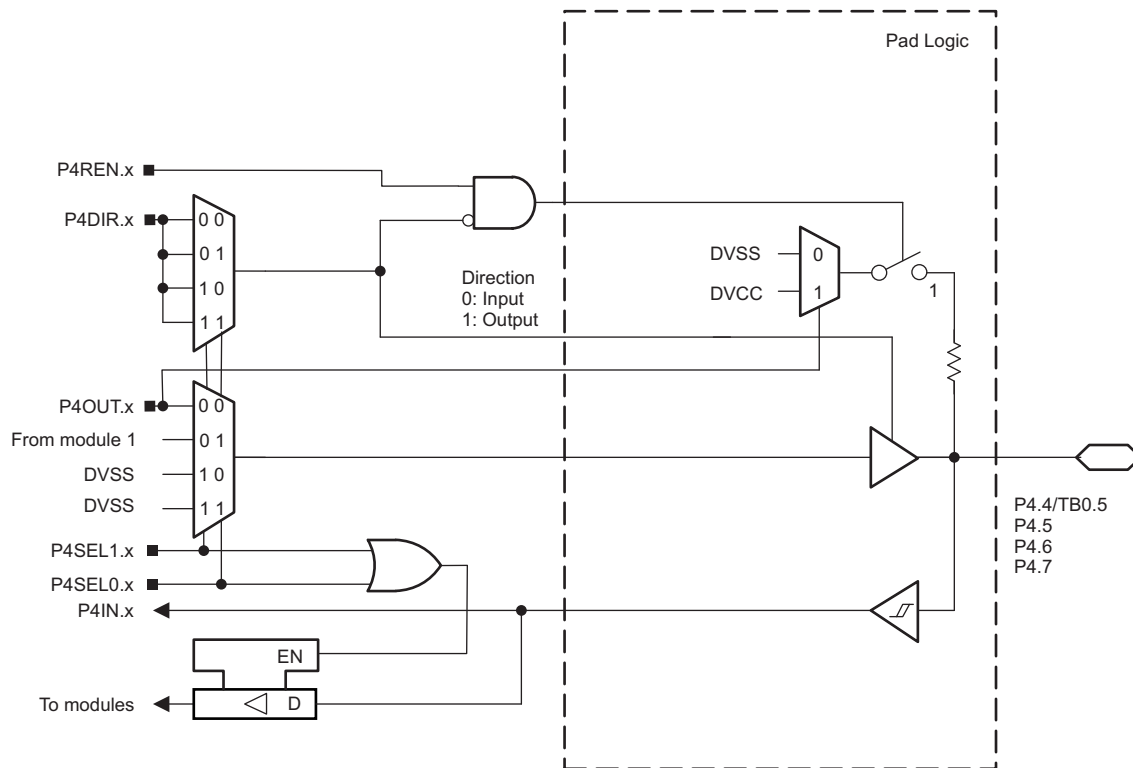 Pad Logic
P4REN.x
P4DIR.x
0 0
0 1
1 0
1 1
Direction
0: Input
1: Output
DVSS
DVCC
0
1
1
P4OUT.x
From module 1
DVSS
DVSS
0 0
0 1
1 0
1 1
P4SEL1.x
P4SEL0.x
P4IN.x
EN
D
To modules
P4.4/TB0.5
P4.5
P4.6
P4.7